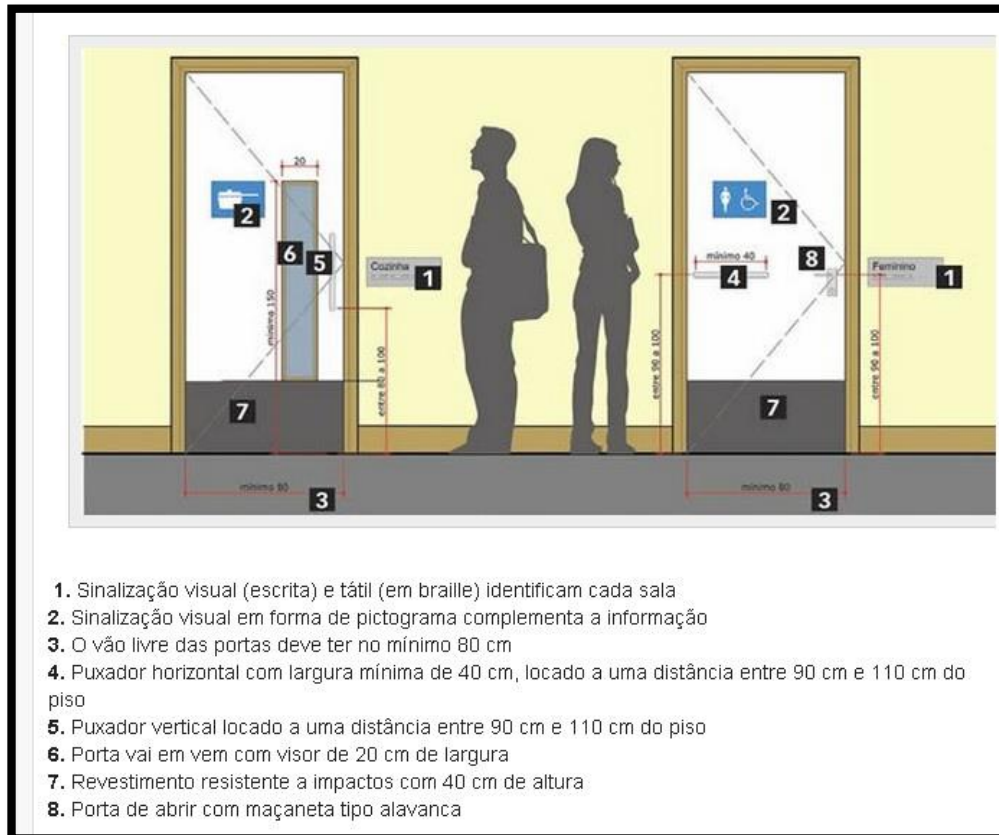 20
2
6
5
Cozinha
1
mínimo 150
entre 80 a 100
7
mínimo 80
3
2
mínimo 40
4
8
Feminino
1
entre 90 a 100
entre 90 a 100
7
mínimo 80
3
1. Sinalização visual (escrita) e tátil (em braille) identificam cada sala
2. Sinalização visual em forma de pictograma complementa a informação
3. O vão livre das portas deve ter no mínimo 80 cm
4. Puxador horizontal com largura mínima de 40 cm, locado a uma distância entre 90 cm e 110 cm do
piso
5. Puxador vertical locado a uma distância entre 90 cm e 110 cm do piso
6. Porta vai em vem com visor de 20 cm de largura
7. Revestimento resistente a impactos com 40 cm de altura
8. Porta de abrir com maçaneta tipo alavanca